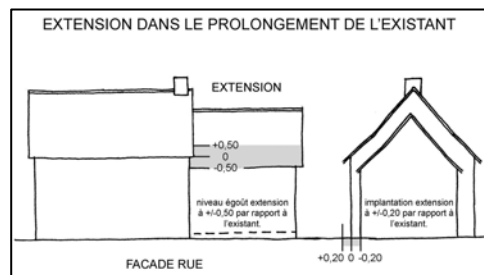 EXTENSION DANS LE PROLONGEMENT DE L'EXISTANT
EXTENSION
+0,50
0
-0,50
niveau égoût extension
à +/-0,50 par rapport à
l'existant.
implantation extension
à +/-0,20 par rapport à
l'existant.
+0,20 0 -0,20
FACADE RUE